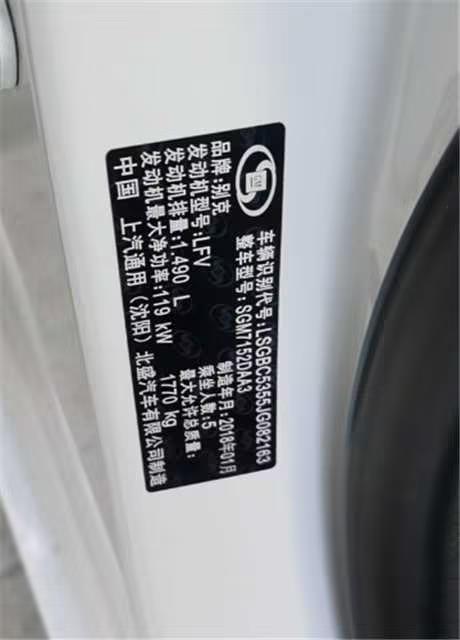 GM
车辆识别代号:LSGBC5355JG082163
整车型号:SGM7152DAA3
品牌:别克
制造年月:2018年01月
发动机型号:LFV
乘坐人数:5
发动机排量:1.490 L
最大允许总质量:
发动机最大净功率:119 kW
1770 kg
中国 上汽通用(沈阳)北盛汽车有限公司制造